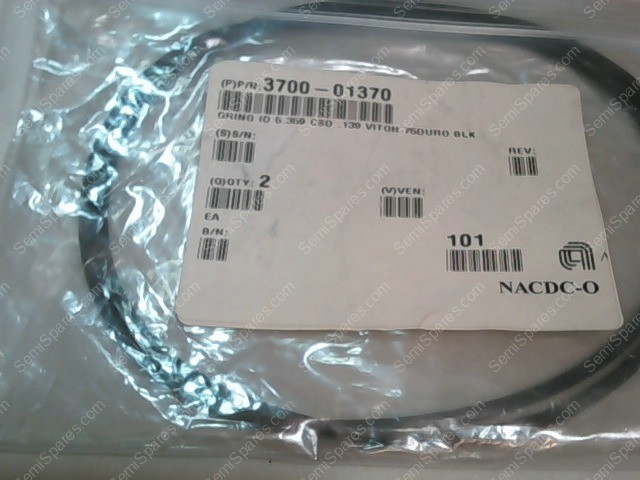 (P)P/N: 3700-01370
ORING ID 6.359 CSD .139 VITON 75DURO BLK
(S)S/N:
REV:
(Q)QTY: 2
(V)VEN:
EA
B/N:
101
NACDC-O
SemiSpares.com